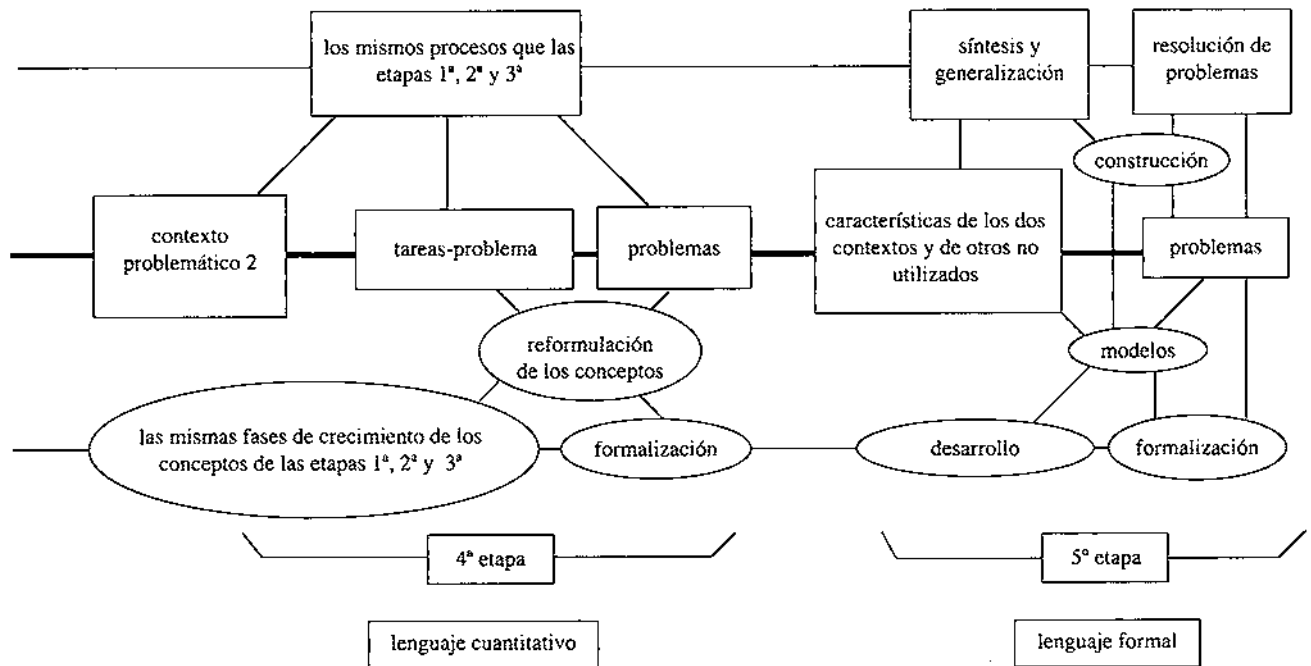 los mismos procesos que las
etapas 1ª, 2ª y 3ª
síntesis y
generalización
resolución de
problemas
construcción
contexto
problemático 2
tareas-problema
problemas
características de los dos
contextos y de otros no
utilizados
problemas
reformulación
de los conceptos
modelos
las mismas fases de crecimiento de los
conceptos de las etapas 1ª, 2ª y 3ª
formalización
desarrollo
formalización
4ª etapa
5ª etapa
lenguaje cuantitativo
lenguaje formal